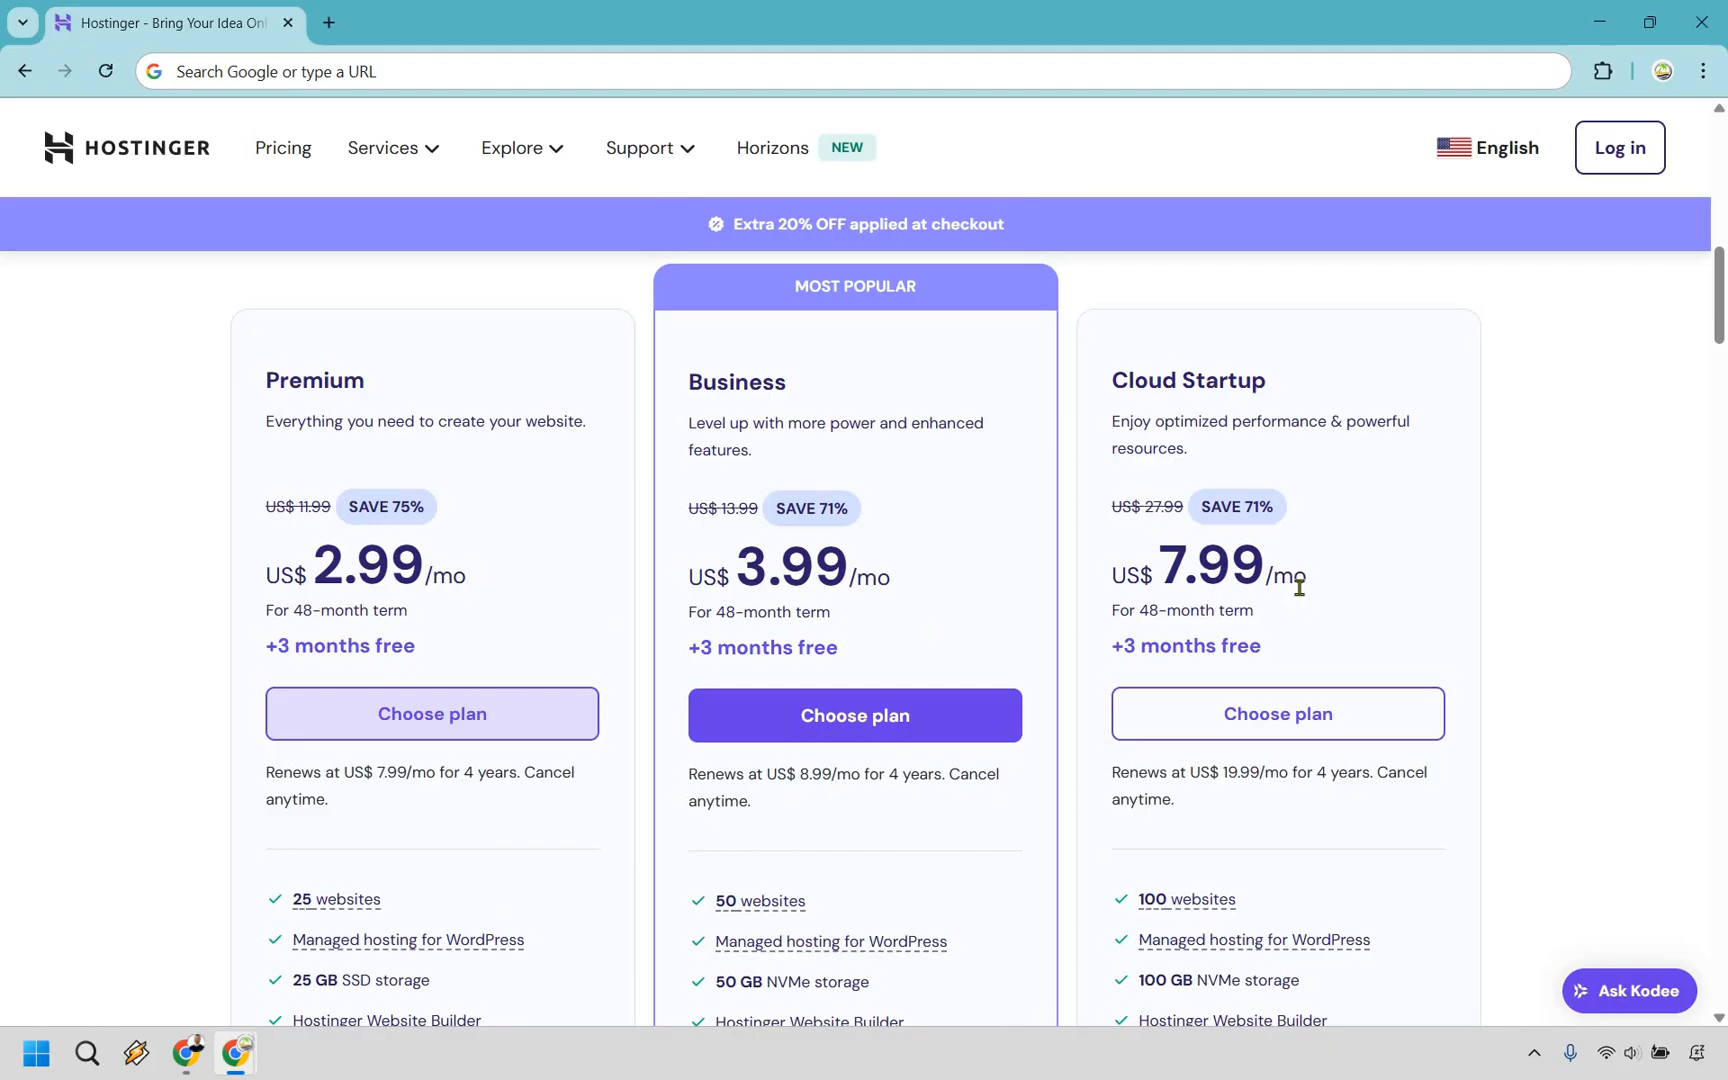 Hostinger - Bring Your Idea Onl
Search Google or type a URL
HOSTINGER
Pricing
Services
Explore
Support
Horizons
NEW
English
Log in
Extra 20% OFF applied at checkout
MOST POPULAR
Premium
Everything you need to create your website.
US$ 11.99
SAVE 75%
US$ 2.99/mo
For 48-month term
+3 months free
Choose plan
Renews at US$ 7.99/mo for 4 years. Cancel
anytime.
25 websites
Managed hosting for WordPress
25 GB SSD storage
Hostinger Website Builder
Business
Level up with more power and enhanced
features.
US$ 13.99
SAVE 71%
US$ 3.99/mo
For 48-month term
+3 months free
Choose plan
Renews at US$ 8.99/mo for 4 years. Cancel
anytime.
50 websites
Managed hosting for WordPress
50 GB NVMe storage
Hostinger Website Builder
Cloud Startup
Enjoy optimized performance & powerful
resources.
US$ 27.99
SAVE 71%
US$ 7.99/mo
For 48-month term
+3 months free
Choose plan
Renews at US$ 19.99/mo for 4 years. Cancel
anytime.
100 websites
Managed hosting for WordPress
100 GB NVMe storage
Hostinger Website Builder
Ask Kodee